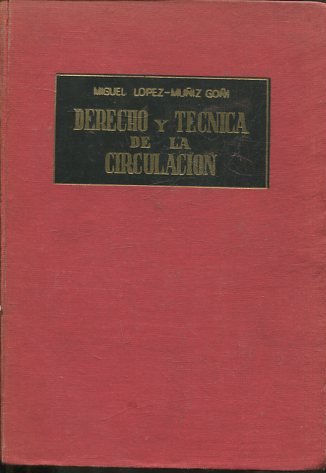 MIGUEL LOPEZ-MUÑIZ GOÑI
DERECHO Y TECNICA
DE LA
CIRCULACION